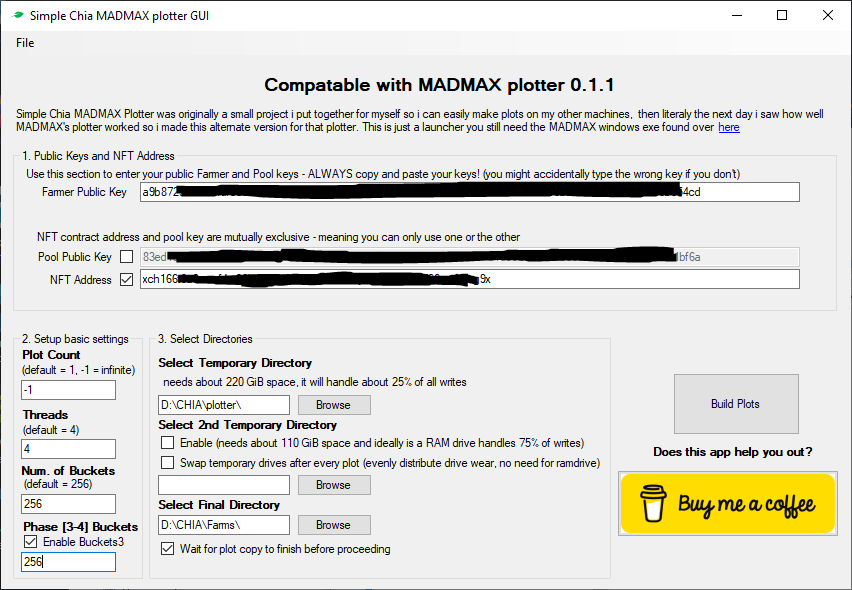 Simple Chia MADMAX plotter GUI
File
Compatable with MADMAX plotter 0.1.1
Simple Chia MADMAX Plotter was originally a small project i put together for myself so i can easily make plots on my other machines, then literaly the next day i saw how well
MADMAX's plotter worked so i made this alternate version for that plotter. This is just a launcher you still need the MADMAX windows exe found over here
1. Public Keys and NFT Address
Use this section to enter your public Farmer and Pool keys - ALWAYS copy and paste your keys! (you might accidentally type the wrong key if you don't)
Farmer Public Key a9b872 4cd
NFT contract address and pool key are mutually exclusive - meaning you can only use one or the other
Pool Public Key 83ed bf6a
NFT Address xch166 9x
2. Setup basic settings
Plot Count
(default = 1, -1 = infinite)
-1
Threads
(default = 4)
4
Num. of Buckets
(default = 256)
256
Phase [3-4] Buckets
Enable Buckets3
256
3. Select Directories
Select Temporary Directory
needs about 220 GiB space, it will handle about 25% of all writes
D:\CHIA\plotter\ Browse
Select 2nd Temporary Directory
Enable (needs about 110 GiB space and ideally is a RAM drive handles 75% of writes)
Swap temporary drives after every plot (evenly distribute drive wear, no need for ramdrive)
Browse
Select Final Directory
D:\CHIA\Farms\ Browse
Wait for plot copy to finish before proceeding
Build Plots
Does this app help you out?
Buy me a coffee